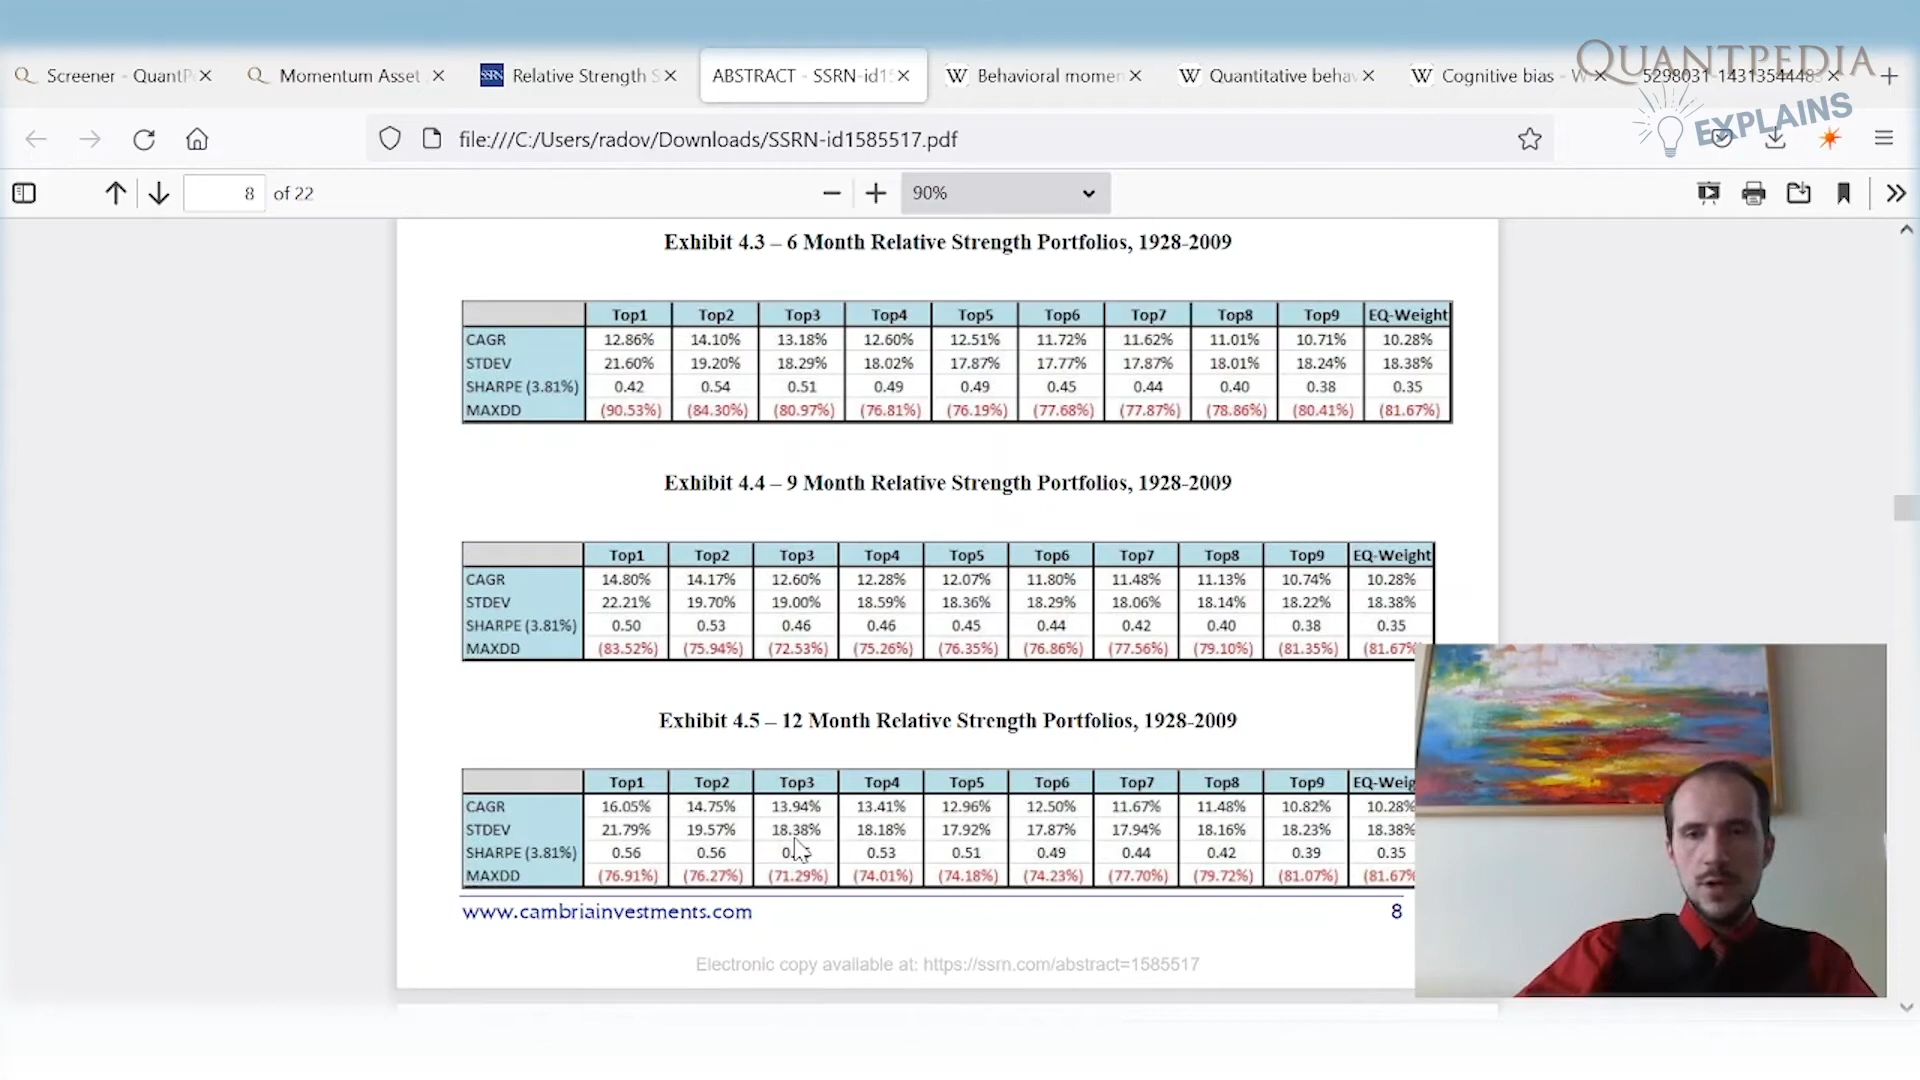 QUANTPEDIA
EXPLAINS
Screener - QuantP
Momentum Asset
SSRN Relative Strength S
ABSTRACT - SSRN-id15
W Behavioral momen
W Quantitative beha
W Cognitive bias - W
5298031-1431354448
file:///C:/Users/radov/Downloads/SSRN-id1585517.pdf
8 of 22
90%
Exhibit 4.3 – 6 Month Relative Strength Portfolios, 1928-2009
Top1 Top2 Top3 Top4 Top5 Top6 Top7 Top8 Top9 EQ-Weight
CAGR 12.86% 14.10% 13.18% 12.60% 12.51% 11.72% 11.62% 11.01% 10.71% 10.28%
STDEV 21.60% 19.20% 18.29% 18.02% 17.87% 17.77% 17.87% 18.01% 18.24% 18.38%
SHARPE (3.81%) 0.42 0.54 0.51 0.49 0.49 0.45 0.44 0.40 0.38 0.35
MAXDD (90.53%) (84.30%) (80.97%) (76.81%) (76.19%) (77.68%) (77.87%) (78.86%) (80.41%) (81.67%)
Exhibit 4.4 – 9 Month Relative Strength Portfolios, 1928-2009
Top1 Top2 Top3 Top4 Top5 Top6 Top7 Top8 Top9 EQ-Weight
CAGR 14.80% 14.17% 12.60% 12.28% 12.07% 11.80% 11.48% 11.13% 10.74% 10.28%
STDEV 22.21% 19.70% 19.00% 18.59% 18.36% 18.29% 18.06% 18.14% 18.22% 18.38%
SHARPE (3.81%) 0.50 0.53 0.46 0.46 0.45 0.44 0.42 0.40 0.38 0.35
MAXDD (83.52%) (75.94%) (72.53%) (75.26%) (76.35%) (76.86%) (77.56%) (79.10%) (81.35%) (81.67%
Exhibit 4.5 – 12 Month Relative Strength Portfolios, 1928-2009
Top1 Top2 Top3 Top4 Top5 Top6 Top7 Top8 Top9 EQ-Weig
CAGR 16.05% 14.75% 13.94% 13.41% 12.96% 12.50% 11.67% 11.48% 10.82% 10.28%
STDEV 21.79% 19.57% 18.38% 18.18% 17.92% 17.87% 17.94% 18.16% 18.23% 18.38%
SHARPE (3.81%) 0.56 0.56 0.53 0.51 0.49 0.44 0.42 0.39 0.35
MAXDD (76.91%) (76.27%) (71.29%) (74.01%) (74.18%) (74.23%) (77.70%) (79.72%) (81.07%) (81.67%
www.cambriainvestments.com 8
Electronic copy available at: https://ssrn.com/abstract=1585517